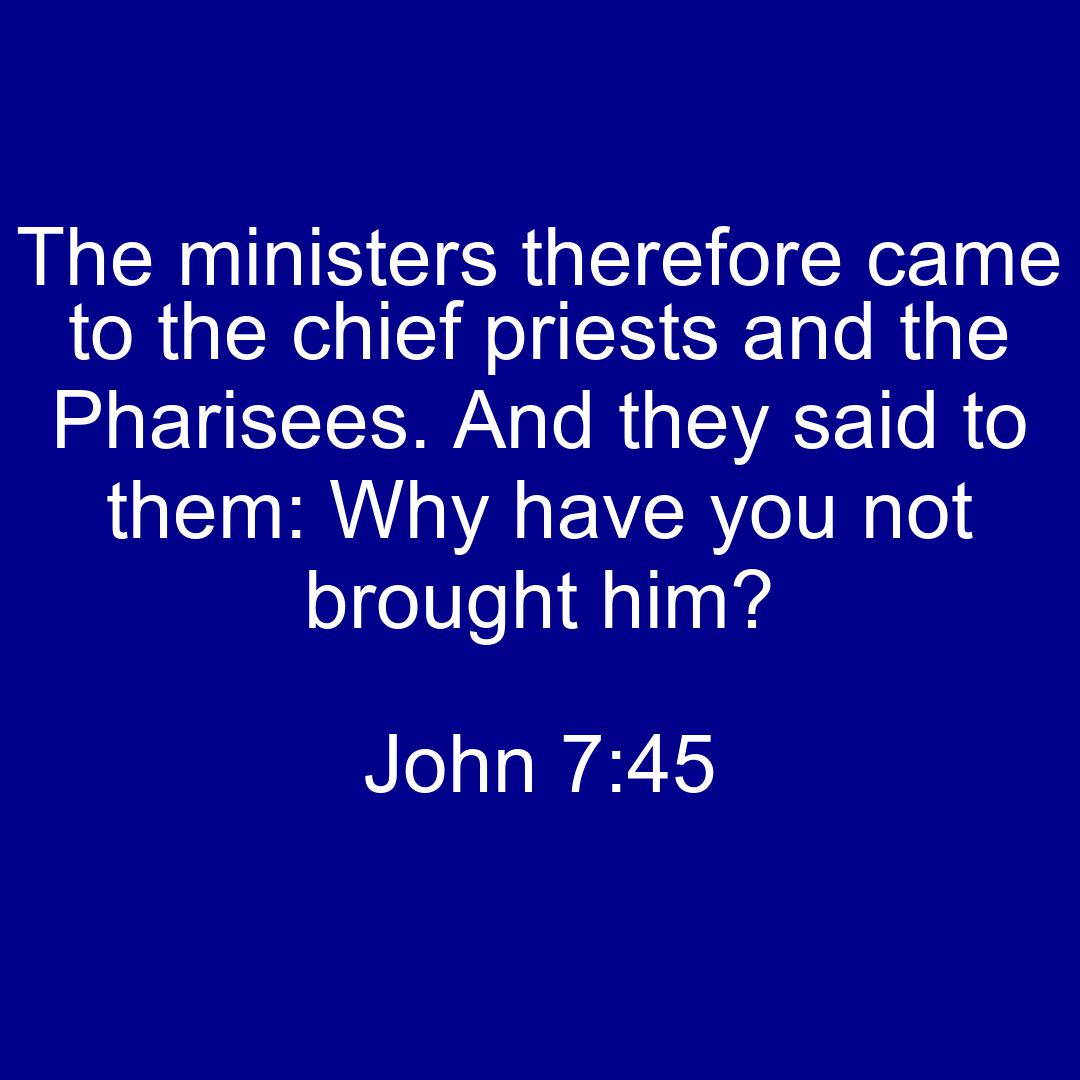 The ministers therefore came
to the chief priests and the
Pharisees. And they said to
them: Why have you not
brought him?
John 7:45